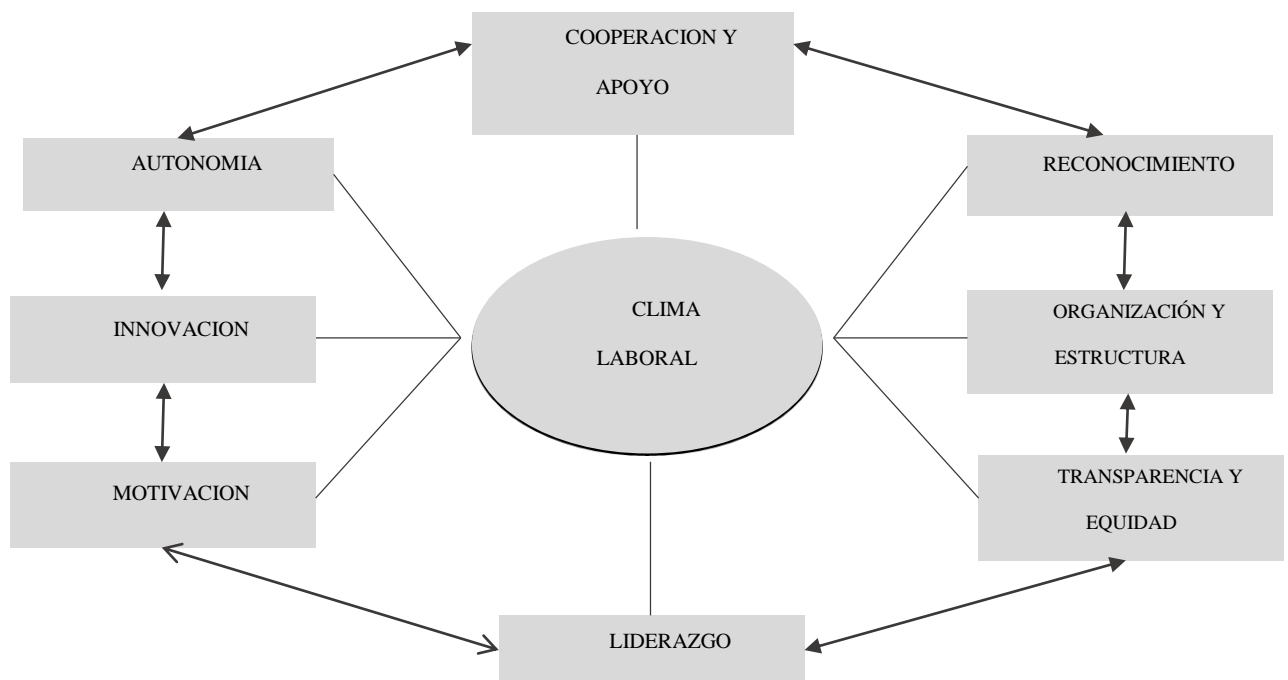 COOPERACION Y
APOYO
AUTONOMIA
RECONOCIMIENTO
INNOVACION
CLIMA
LABORAL
ORGANIZACIÓN Y
ESTRUCTURA
MOTIVACION
TRANSPARENCIA Y
EQUIDAD
LIDERAZGO